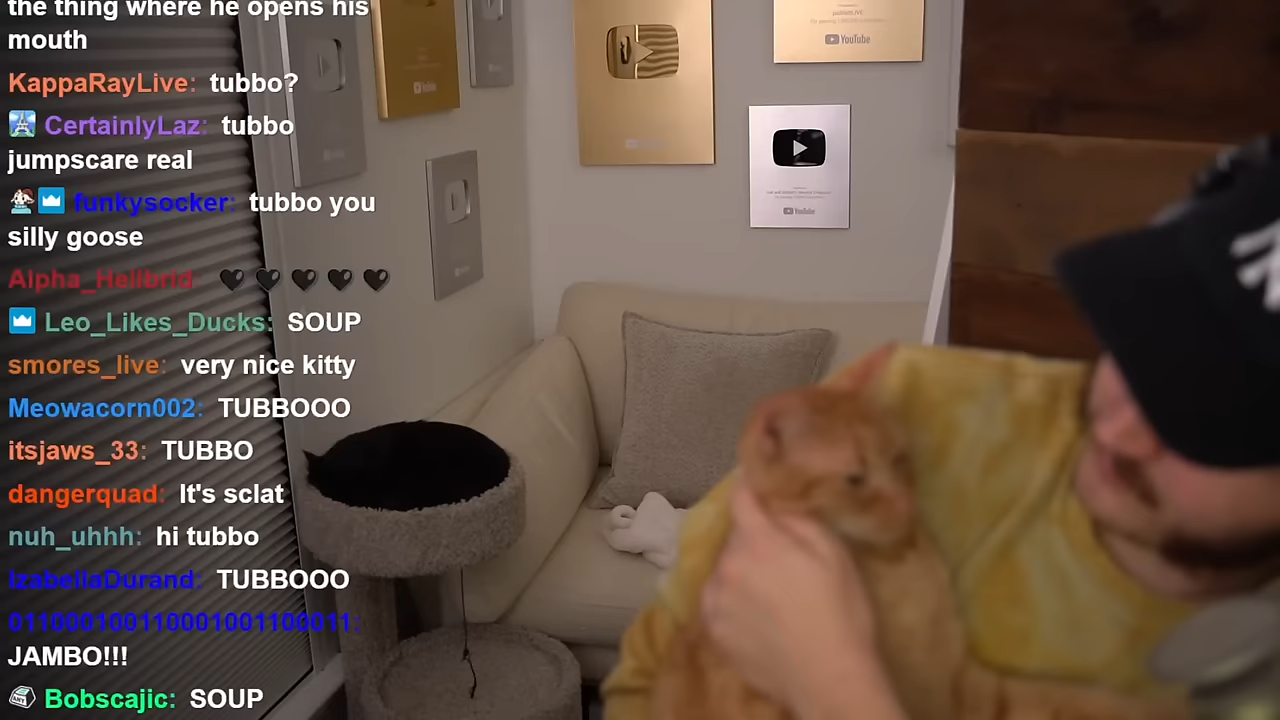 the thing where he opens his
mouth
KappaRayLive: tubbo?
CertainlyLaz: tubbo
jumpscare real
funkysocker: tubbo you
silly goose
Alpha_Hellbrid: 🖤 🖤 🖤 🖤 🖤
Leo_Likes_Ducks: SOUP
smores_live: very nice kitty
Meowacorn002: TUBBOOO
itsjaws_33: TUBBO
dangerquad: It's sclat
nuh_uhhh: hi tubbo
IzabellaDurand: TUBBOOO
011000100110001001100011:
JAMBO!!!
Bobscajic: SOUP
YouTube
YouTube